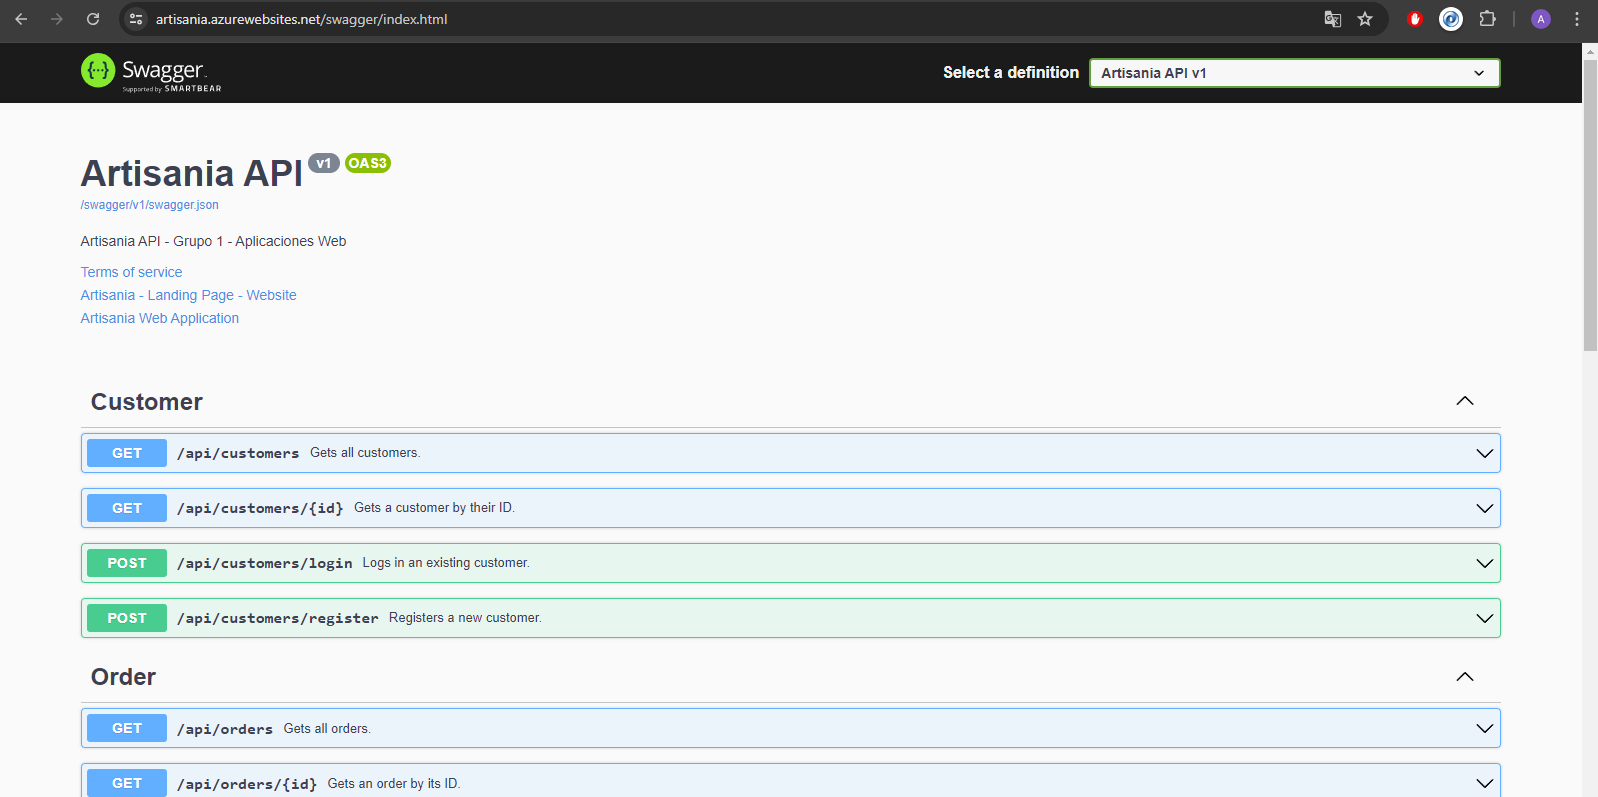 artisania.azurewebsites.net/swagger/index.html
A
{··}
Swagger.
Supported by SMARTBEAR
Select a definition
Artisania API v1
Artisania API v1 OAS3
/swagger/v1/swagger.json
Artisania API - Grupo 1 - Aplicaciones Web
Terms of service
Artisania - Landing Page - Website
Artisania Web Application
Customer
GET /api/customers Gets all customers.
GET /api/customers/{id} Gets a customer by their ID.
POST /api/customers/login Logs in an existing customer.
POST /api/customers/register Registers a new customer.
Order
GET /api/orders Gets all orders.
GET /api/orders/{id} Gets an order by its ID.